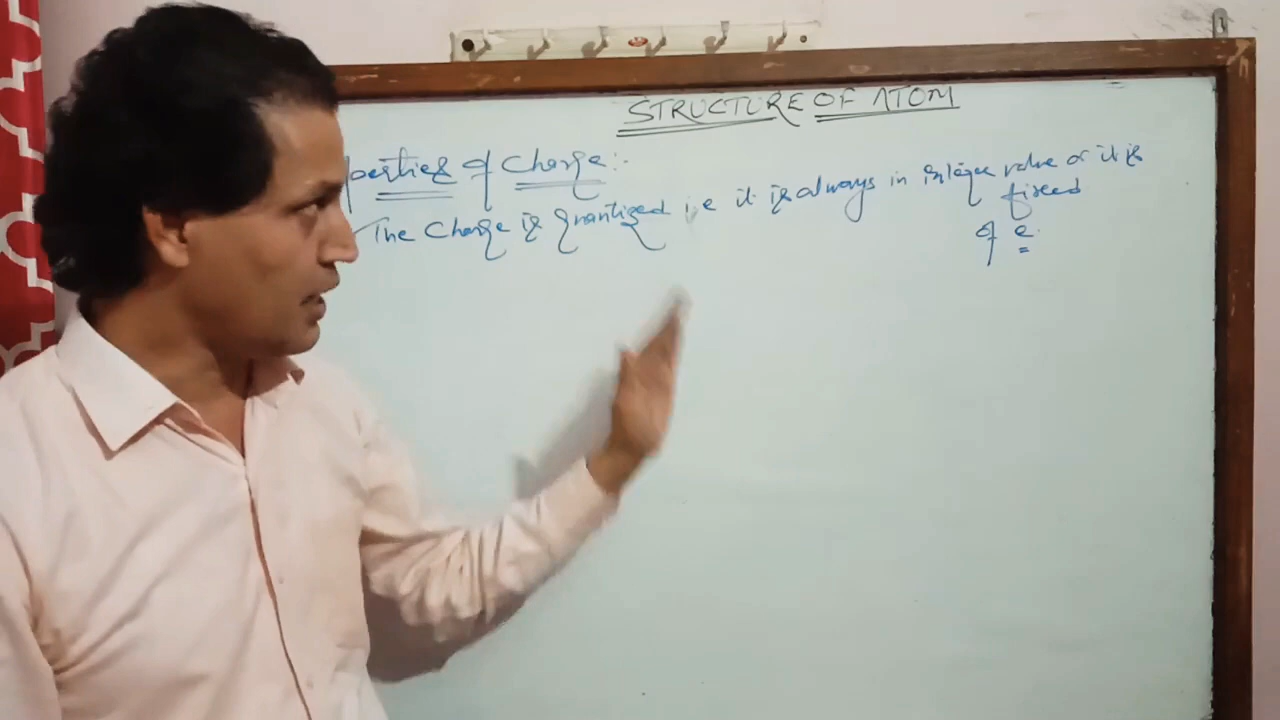 STRUCTURE OF ATOM
perties of Charge:-
The Charge is quantized i.e it is always in integer value or it is
fixed
of e.